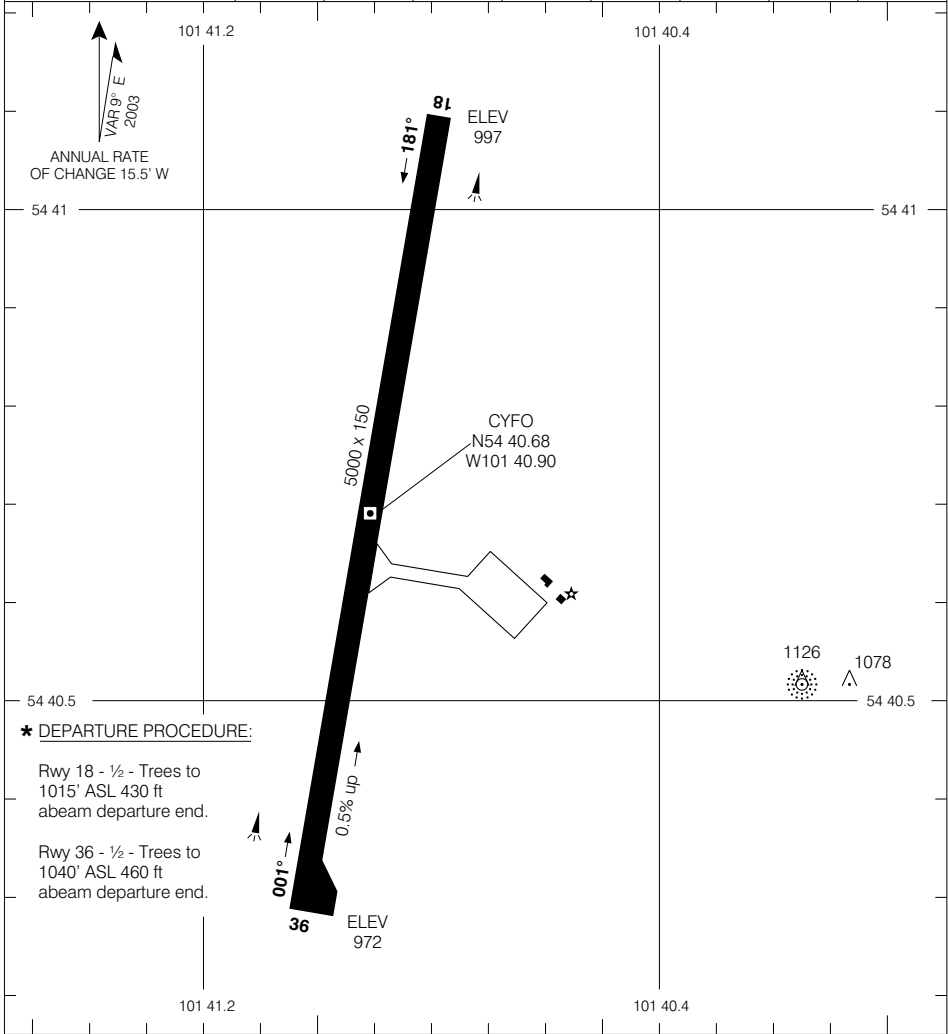 101 41.2
101 40.4
VAR 9° E
2003
ANNUAL RATE
OF CHANGE 15.5' W
18
181°
ELEV
997
54 41
54 41
5000 x 150
CYFO
N54 40.68
W101 40.90
1126
1078
54 40.5
54 40.5
* DEPARTURE PROCEDURE:
Rwy 18 - ½ - Trees to
1015' ASL 430 ft
abeam departure end.
Rwy 36 - ½ - Trees to
1040' ASL 460 ft
abeam departure end.
0.5% up
001°
36
ELEV
972
101 41.2
101 40.4